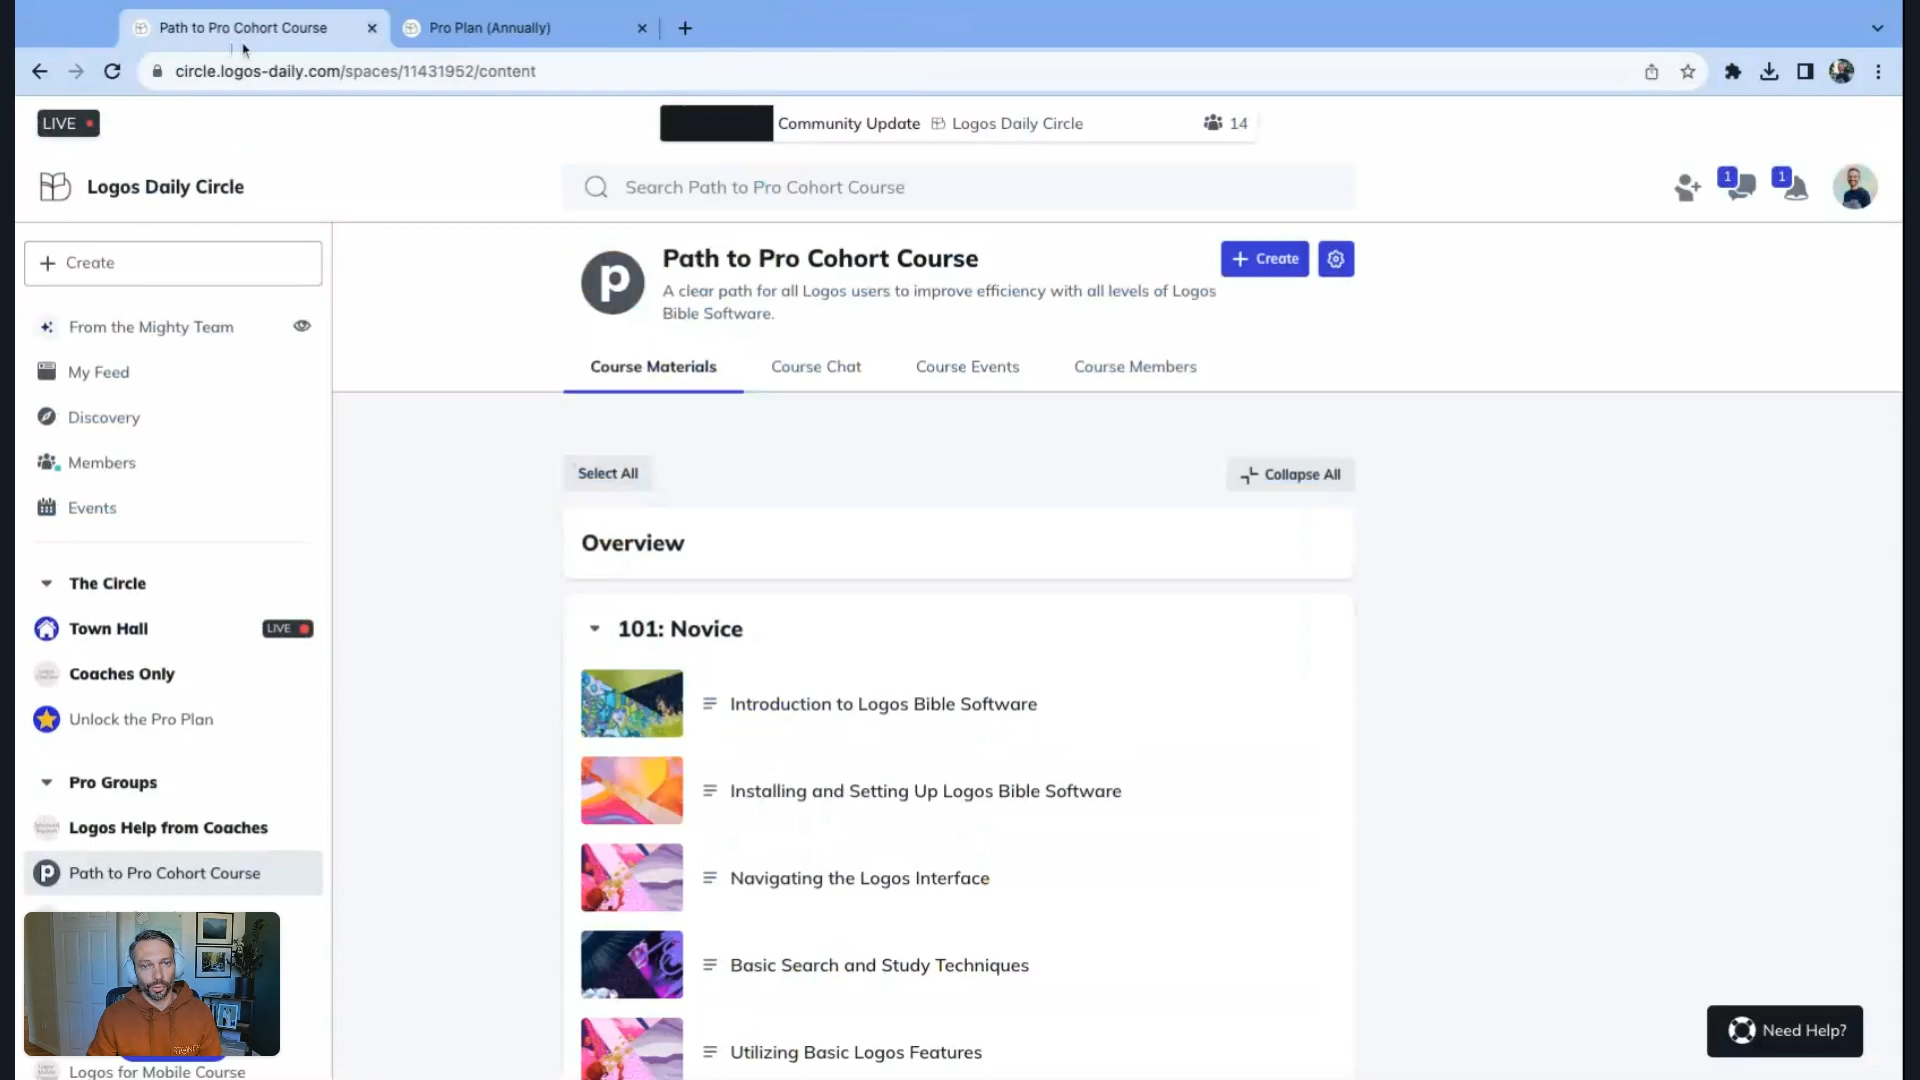 Path to Pro Cohort Course
Pro Plan (Annually)
circle.logos-daily.com/spaces/11431952/content
LIVE
Community Update Logos Daily Circle
14
Logos Daily Circle
Search Path to Pro Cohort Course
1
1
Create
From the Mighty Team
My Feed
Discovery
Members
Events
The Circle
Town Hall
LIVE
Coaches Only
Unlock the Pro Plan
Pro Groups
Logos Help from Coaches
p
Path to Pro Cohort Course
Logos for Mobile Course
p
Path to Pro Cohort Course
A clear path for all Logos users to improve efficiency with all levels of Logos
Bible Software.
Create
Course Materials
Course Chat
Course Events
Course Members
Select All
Collapse All
Overview
101: Novice
Introduction to Logos Bible Software
Installing and Setting Up Logos Bible Software
Navigating the Logos Interface
Basic Search and Study Techniques
Utilizing Basic Logos Features
Need Help?